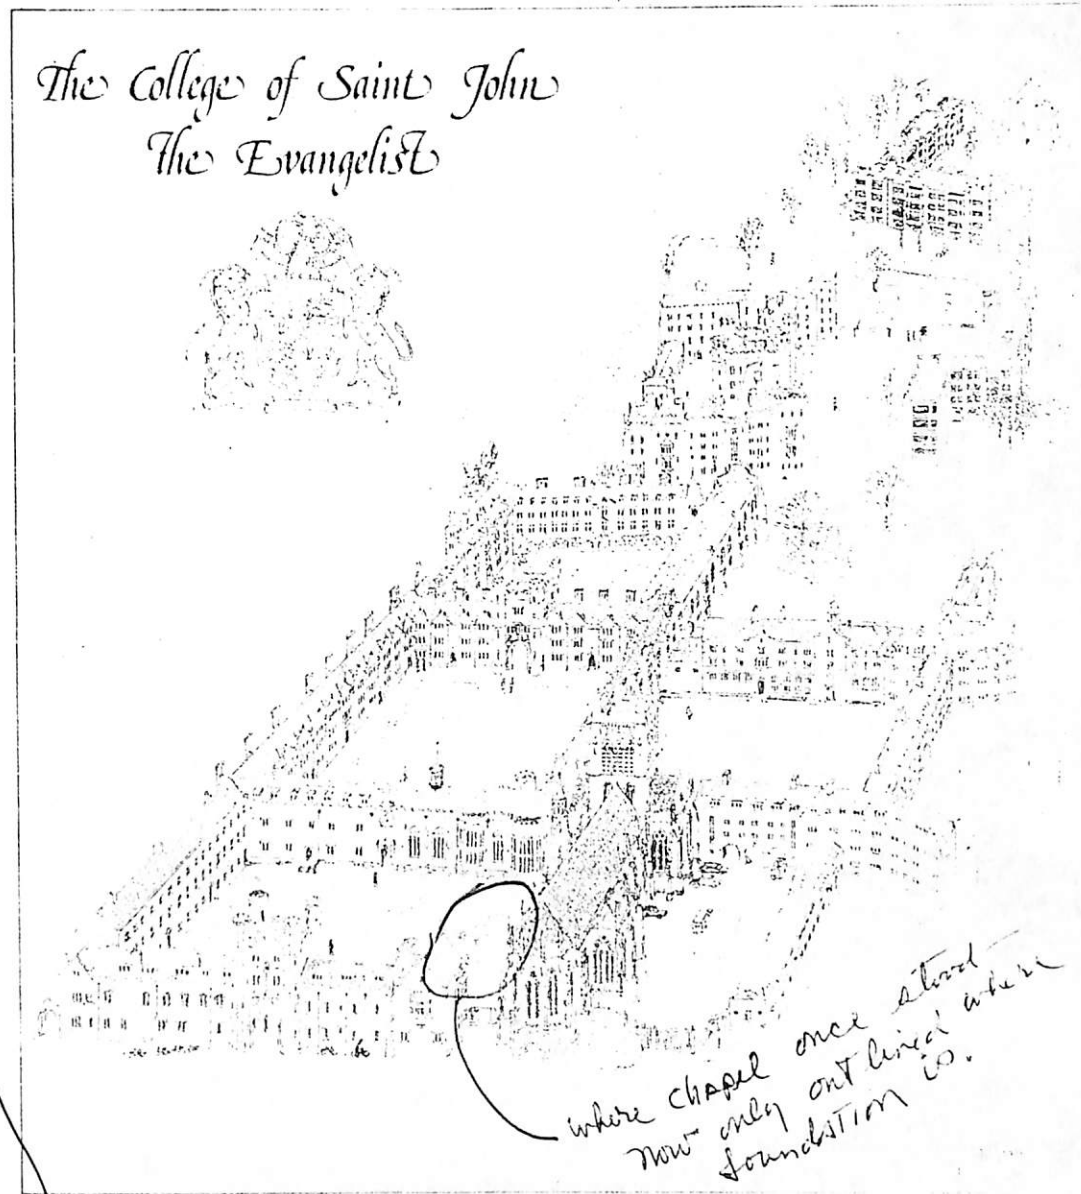 The College of Saint John
The Evangelist
where chapel once stood
now only outlined where
foundation is.